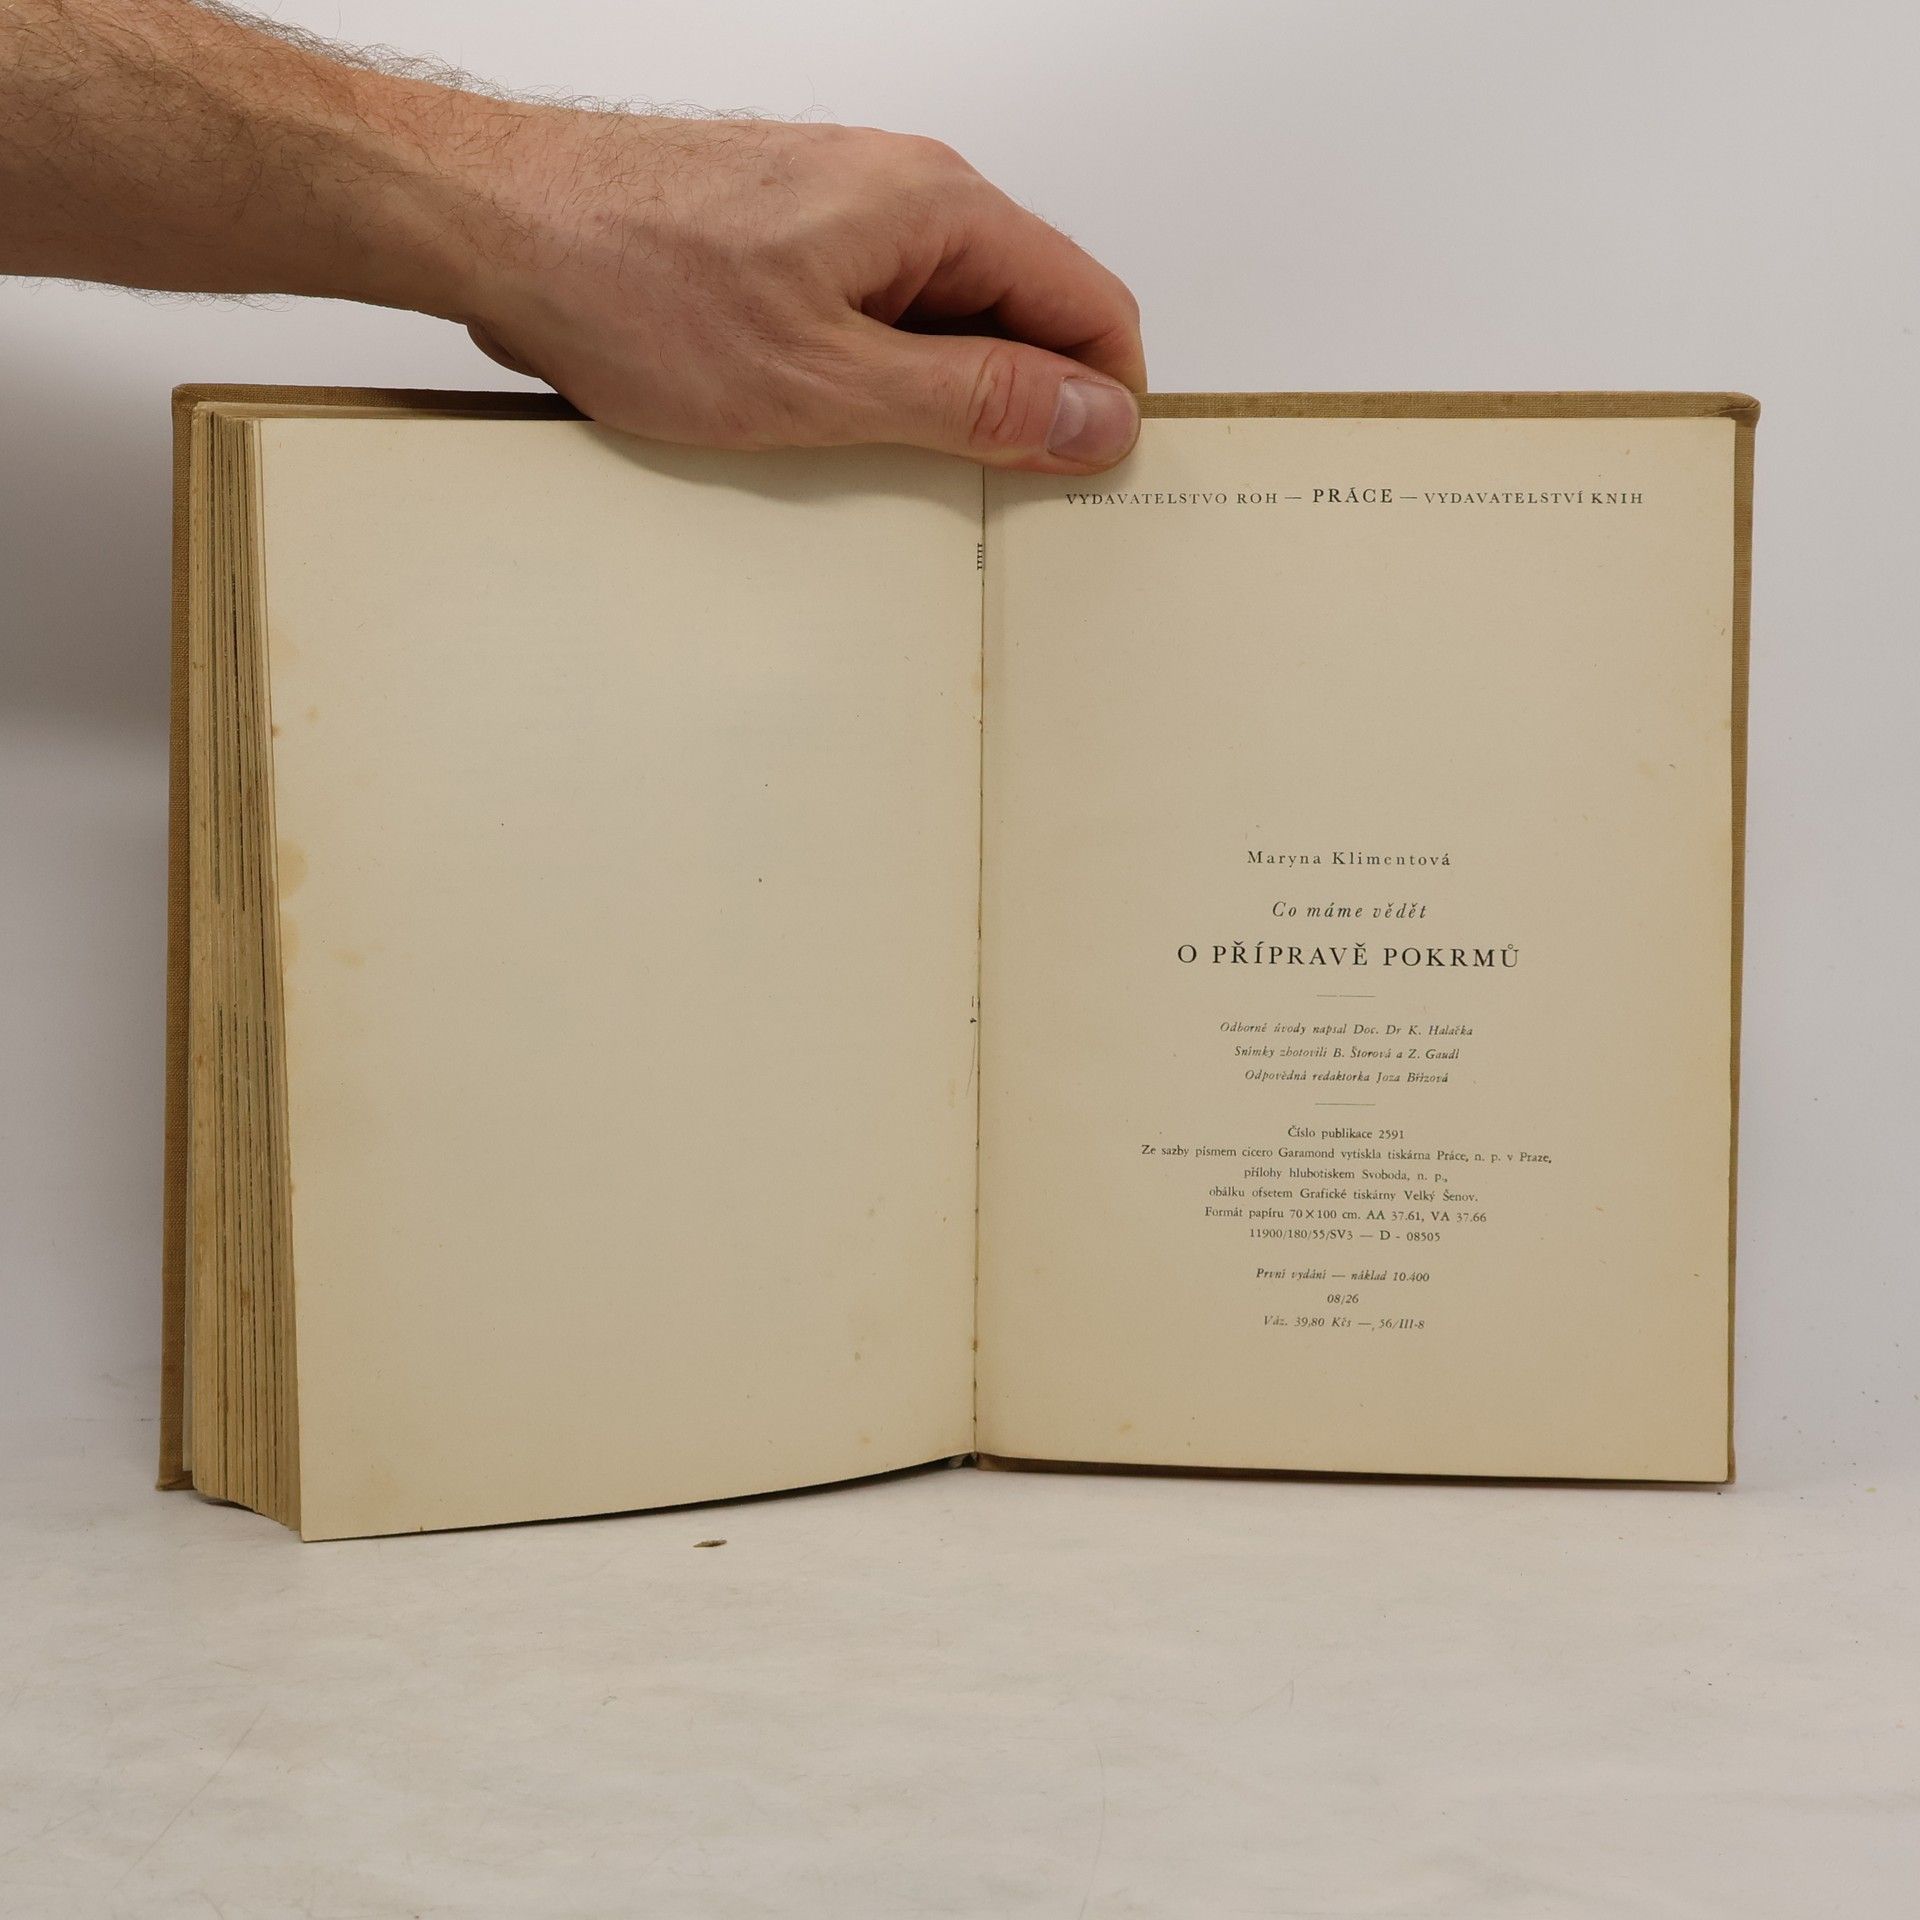 VYDAVATELSTVO ROH — PRÁCE — VYDAVATELSTVÍ KNIH
Maryna Klimentová
Co máme vědět
O PŘÍPRAVĚ POKRMŮ
Odborné úvody napsal Doc. Dr K. Halačka
Snímky zhotovili B. Štorová a Z. Gaudl
Odpovědná redaktorka Joza Břízová
Číslo publikace 2591
Ze sazby písmem cicero Garamond vytiskla tiskárna Práce, n. p. v Praze,
přílohy hlubotiskem Svoboda, n. p.,
obálku ofsetem Grafické tiskárny Velký Šenov.
Formát papíru 70×100 cm. AA 37.61, VA 37.66
11900/180/55/SV3 — D - 08505
První vydání — náklad 10.400
08/26
Váz. 39,80 Kčs — 56/III-8